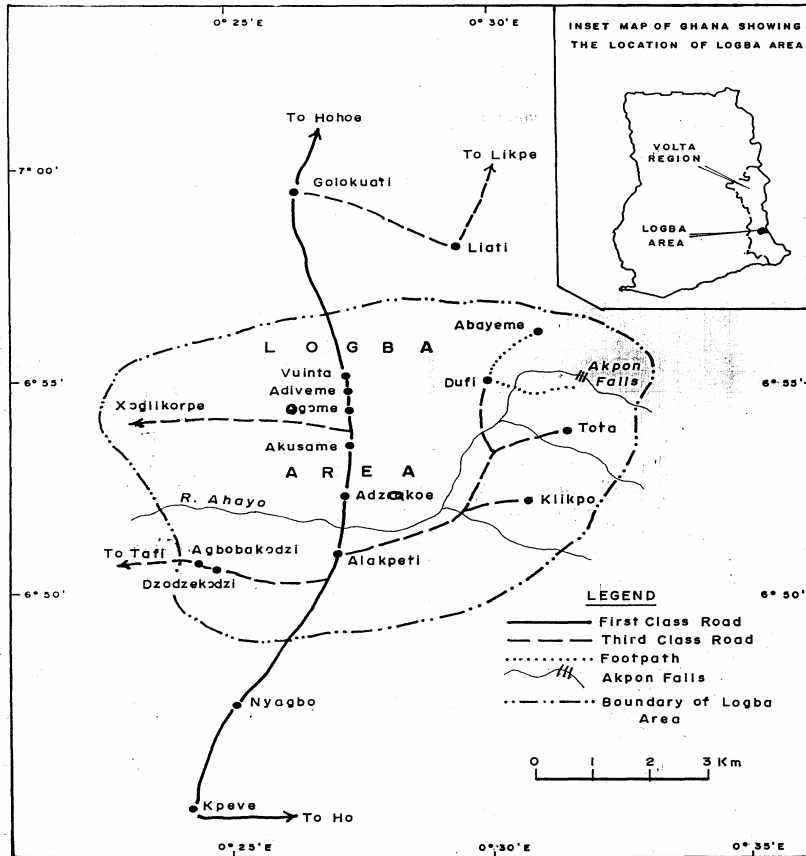 0° 25'E
0° 30'E
INSET MAP OF GHANA SHOWING
THE LOCATION OF LOGBA AREA
To Hohoe
To Likpe
7° 00'
Golokuati
VOLTA
REGION
LOGBA
AREA
Liati
Abayeme
LOGBA
Vuinta
Akpon
Falls
6° 55'
Adiveme
Dufi
6° 55'
Xɔglikorpe
Tota
Akusame
AREA
R. Ahayo
Klikpo
To Tafi
Agbobakɔdzi
Alakpeti
Dzodzekɔdzi
6° 50'
6° 50'
LEGEND
First Class Road
Third Class Road
Footpath
Akpon Falls
Boundary of Logba
Area
Nyagbo
0 1 2 3 Km
Kpeve
To Ho
0° 25'E
0° 30'E
0° 35'E